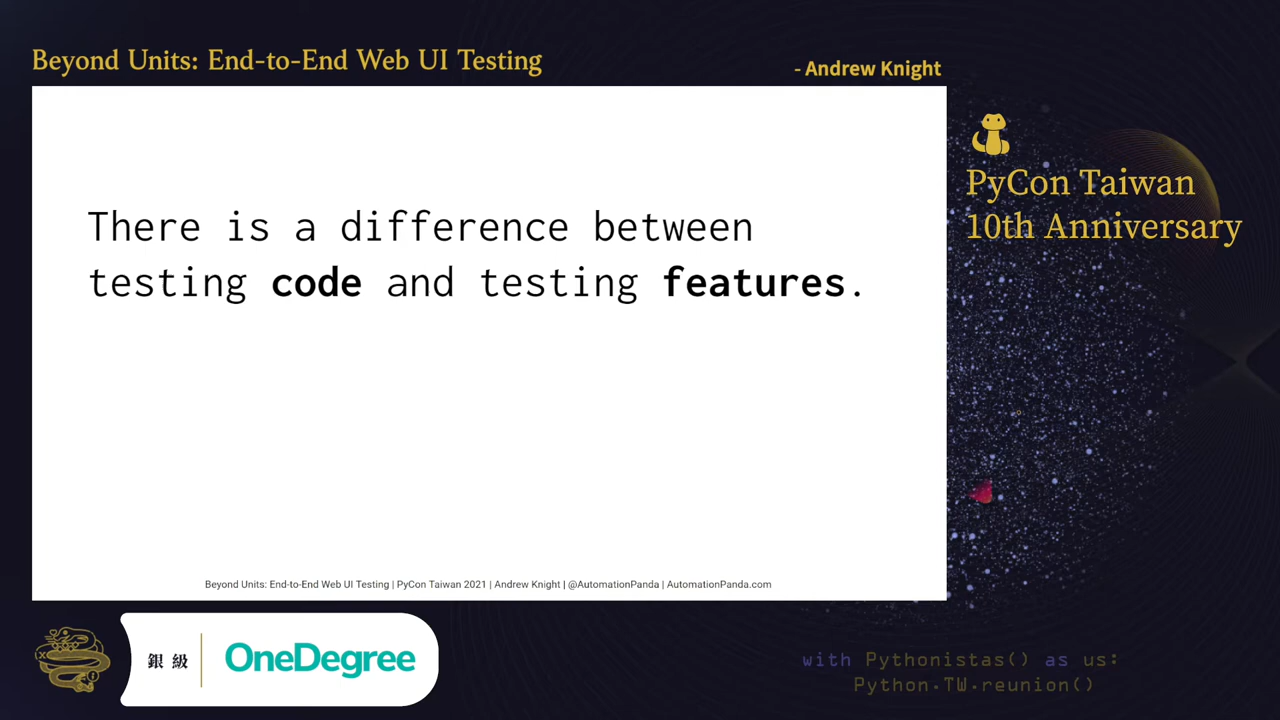 Beyond Units: End-to-End Web UI Testing
- Andrew Knight
PyCon Taiwan
10th Anniversary
There is a difference between
testing code and testing features.
Beyond Units: End-to-End Web UI Testing | PyCon Taiwan 2021 | Andrew Knight | @AutomationPanda | AutomationPanda.com
銀級
OneDegree
with Pythonistas() as us:
Python.TW.reunion()